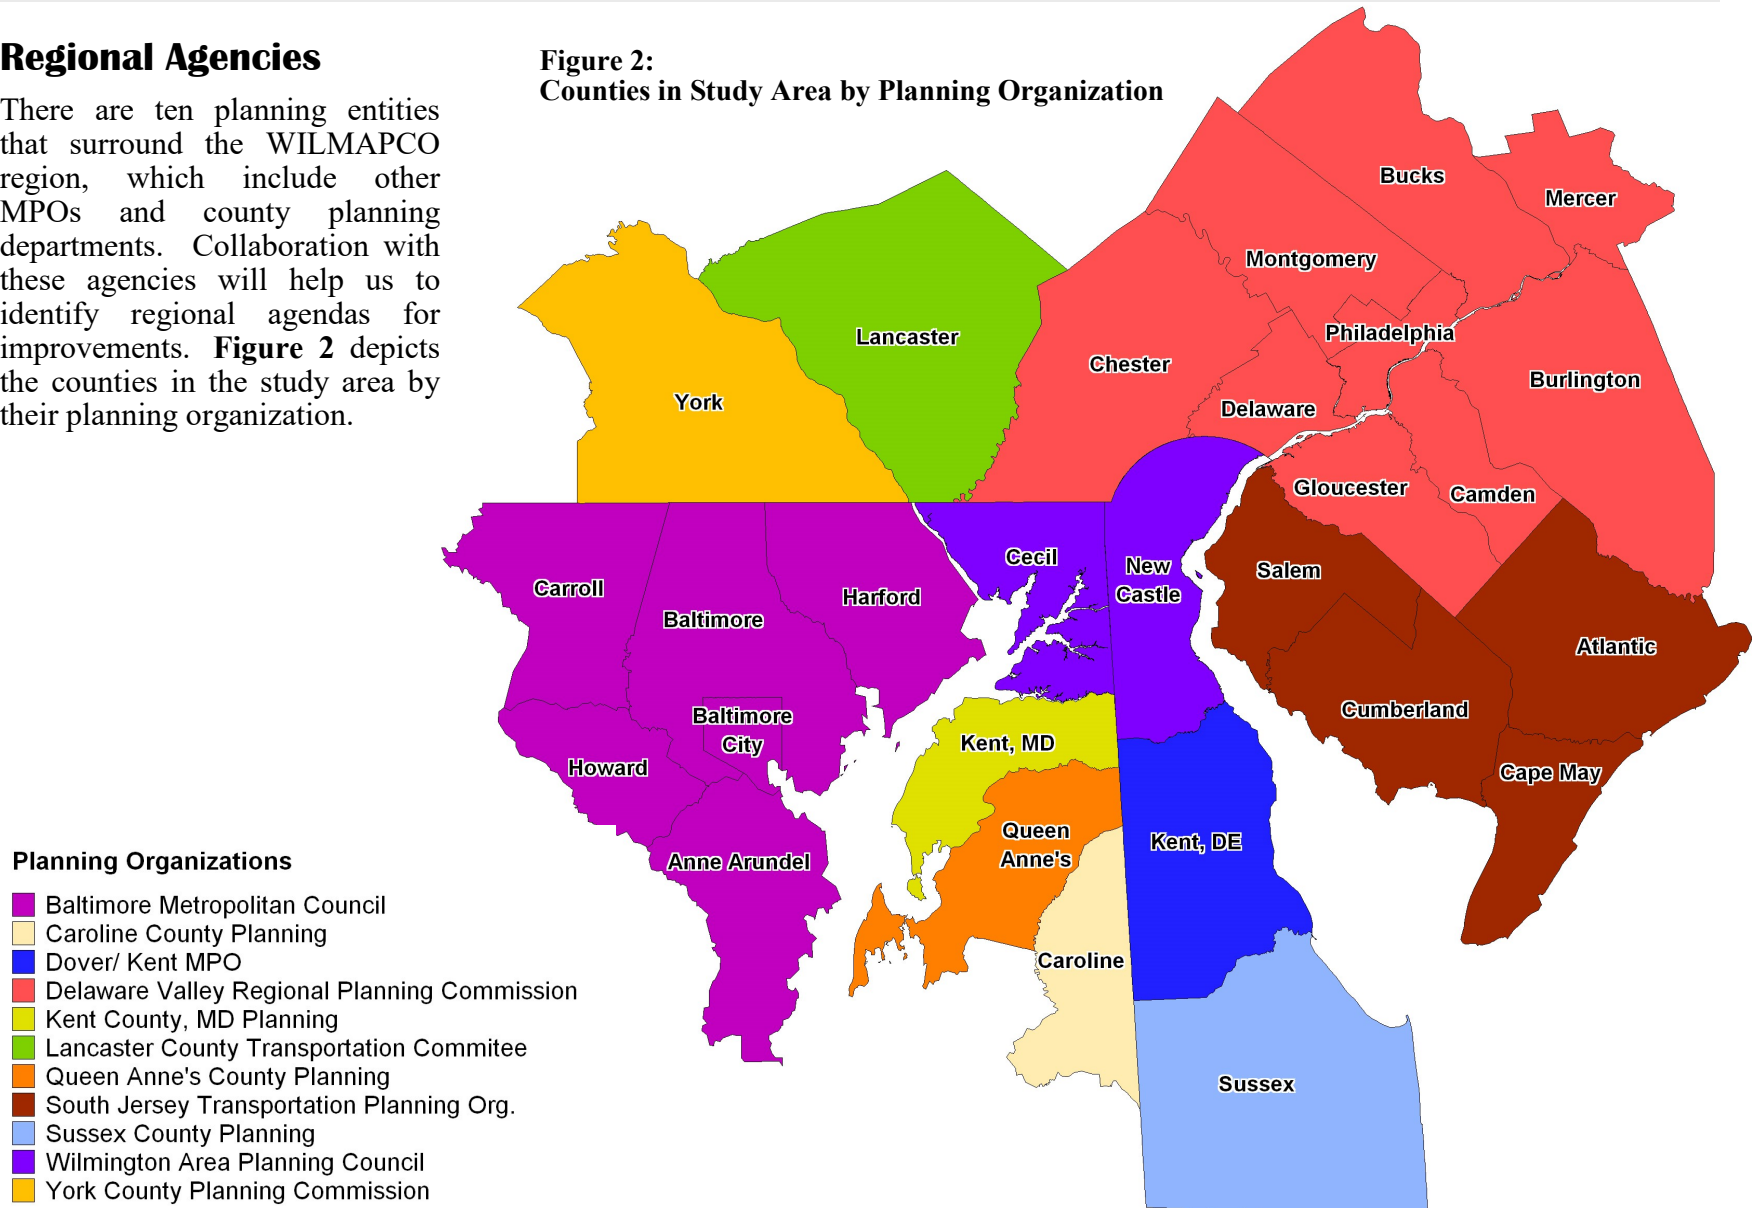 Regional Agencies
There are ten planning entities
that surround the WILMAPCO
region, which include other
MPOs and county planning
departments. Collaboration with
these agencies will help us to
identify regional agendas for
improvements. Figure 2 depicts
the counties in the study area by
their planning organization.
Figure 2:
Counties in Study Area by Planning Organization
Bucks
Mercer
Montgomery
Philadelphia
Lancaster
Chester
Burlington
York
Delaware
Gloucester
Camden
Cecil
New
Castle
Salem
Carroll
Harford
Baltimore
Atlantic
Cumberland
Baltimore
City
Kent, MD
Howard
Cape May
Queen
Anne's
Kent, DE
Anne Arundel
Caroline
Sussex
Planning Organizations
Baltimore Metropolitan Council
Caroline County Planning
Dover/ Kent MPO
Delaware Valley Regional Planning Commission
Kent County, MD Planning
Lancaster County Transportation Commitee
Queen Anne's County Planning
South Jersey Transportation Planning Org.
Sussex County Planning
Wilmington Area Planning Council
York County Planning Commission